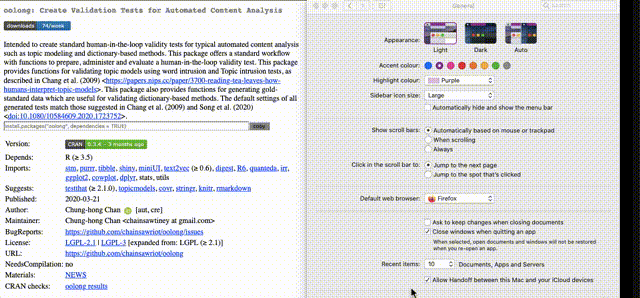 oolong: Create Validation Tests for Automated Content Analysis
downloads 74/week
Intended to create standard human-in-the-loop validity tests for typical automated content analysis
such as topic modeling and dictionary-based methods. This package offers a standard workflow
with functions to prepare, administer and evaluate a human-in-the-loop validity test. This package
provides functions for validating topic models using word intrusion and Topic intrusion tests, as
described in Chang et al. (2009) <https://papers.nips.cc/paper/3700-reading-tea-leaves-how-
humans-interpret-topic-models>. This package also provides functions for generating gold-
standard data which are useful for validating dictionary-based methods. The default settings of all
generated tests match those suggested in Chang et al. (2009) and Song et al. (2020)
<doi:10.1080/10584609.2020.1723752>.
install.packages("oolong", dependencies = TRUE) copy
Version: CRAN 0.3.4 – 3 months ago
Depends: R (≥ 3.5)
Imports: stm, purrr, tibble, shiny, miniUI, text2vec (≥ 0.6), digest, R6, quanteda, irr,
ggplot2, cowplot, dplyr, stats, utils
Suggests: testthat (≥ 2.1.0), topicmodels, covr, stringr, knitr, rmarkdown
Published: 2020-03-21
Author: Chung-hong Chan [aut, cre]
Maintainer: Chung-hong Chan <chainsawtiney at gmail.com>
BugReports: https://github.com/chainsawriot/oolong/issues
License: LGPL-2.1 | LGPL-3 [expanded from: LGPL (≥ 2.1)]
URL: https://github.com/chainsawriot/oolong
NeedsCompilation: no
Materials: NEWS
CRAN checks: oolong results
General
Search
Appearance:
Light Dark Auto
Accent colour:
Highlight colour: Purple
Sidebar icon size: Large
Automatically hide and show the menu bar
Show scroll bars: Automatically based on mouse or trackpad
When scrolling
Always
Click in the scroll bar to: Jump to the next page
Jump to the spot that's clicked
Default web browser: Firefox
Ask to keep changes when closing documents
Close windows when quitting an app
When selected, open documents and windows will not be restored
when you re-open an app.
Recent items: 10 Documents, Apps and Servers
Allow Handoff between this Mac and your iCloud devices